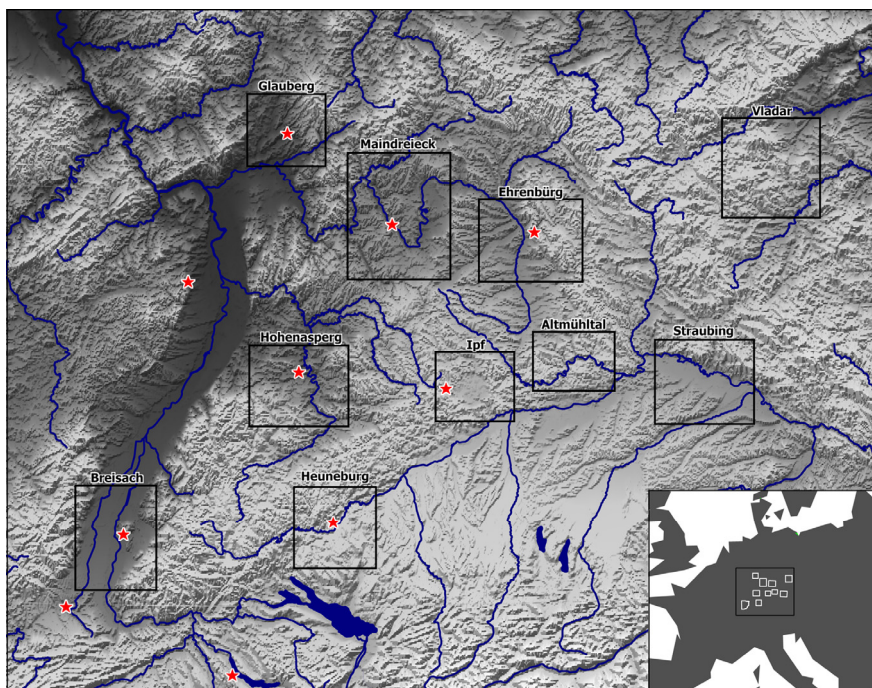 Glauberg
Vladar
Maindreieck
Ehrenbürg
Altmühltal
Straubing
Hohenasperg
Ipf
Breisach
Heuneburg